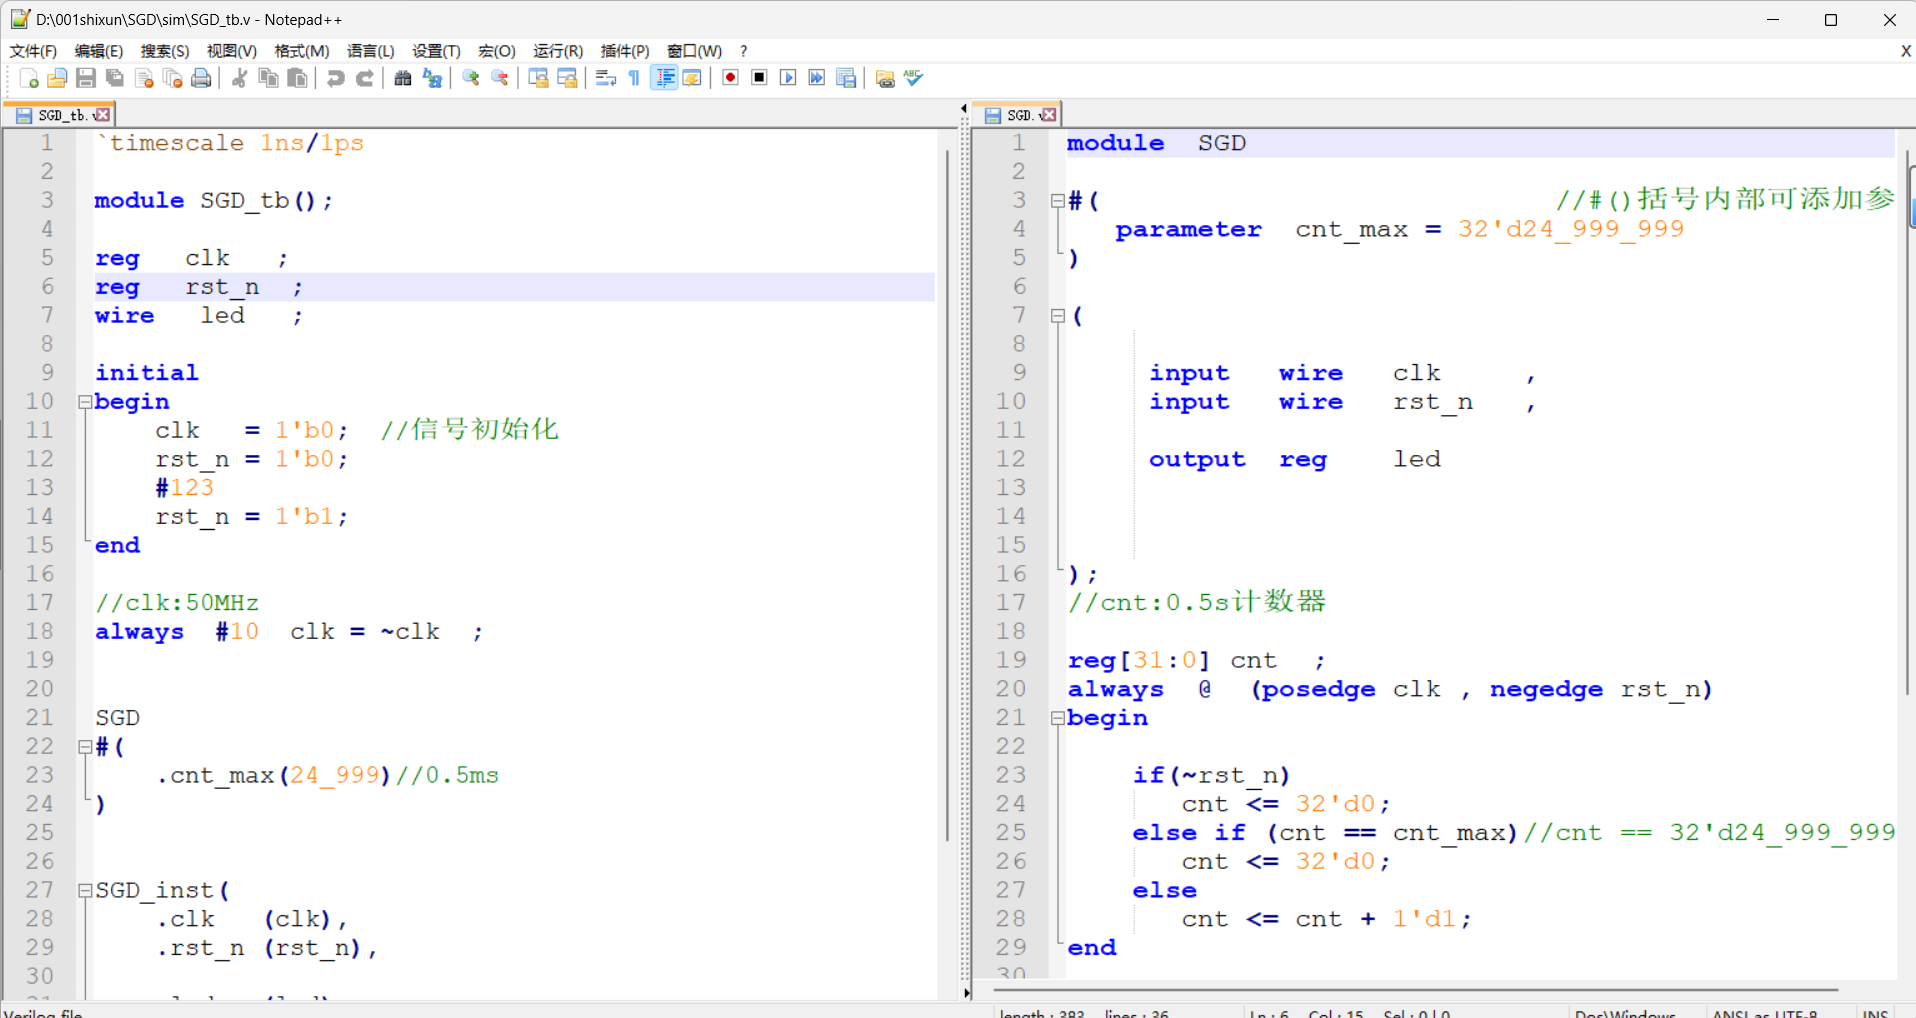 D:\001shixun\SGD\sim\SGD_tb.v - Notepad++
文件(F) 编辑(E) 搜索(S) 视图(V) 格式(M) 语言(L) 设置(T) 宏(O) 运行(R) 插件(P) 窗口(W) ? X
SGD_tb.v
1 `timescale 1ns/1ps
2
3 module SGD_tb();
4
5 reg   clk   ;
6 reg   rst_n  ;
7 wire   led   ;
8
9 initial
10 begin
11     clk   = 1'b0;  //信号初始化
12     rst_n = 1'b0;
13     #123
14     rst_n = 1'b1;
15 end
16
17 //clk:50MHz
18 always  #10  clk = ~clk  ;
19
20
21 SGD
22 #(
23     .cnt_max(24_999)//0.5ms
24 )
25
26
27 SGD_inst(
28     .clk   (clk),
29     .rst_n (rst_n),
30
SGD.v
1 module  SGD
2
3 #(                             //#()括号内部可添加参
4    parameter  cnt_max = 32'd24_999_999
5 )
6
7 (
8
9      input   wire   clk     ,
10      input   wire   rst_n   ,
11
12      output  reg    led
13
14
15
16 );
17 //cnt:0.5s计数器
18
19 reg[31:0] cnt  ;
20 always  @  (posedge clk , negedge rst_n)
21 begin
22
23     if(~rst_n)
24        cnt <= 32'd0;
25     else if (cnt == cnt_max)//cnt == 32'd24_999_999
26        cnt <= 32'd0;
27     else
28        cnt <= cnt + 1'd1;
29 end
30
Verilog file length : 383 lines : 36 Ln : 6 Col : 15 Sel : 0 | 0 Dos\Windows ANSI as UTF-8 INS